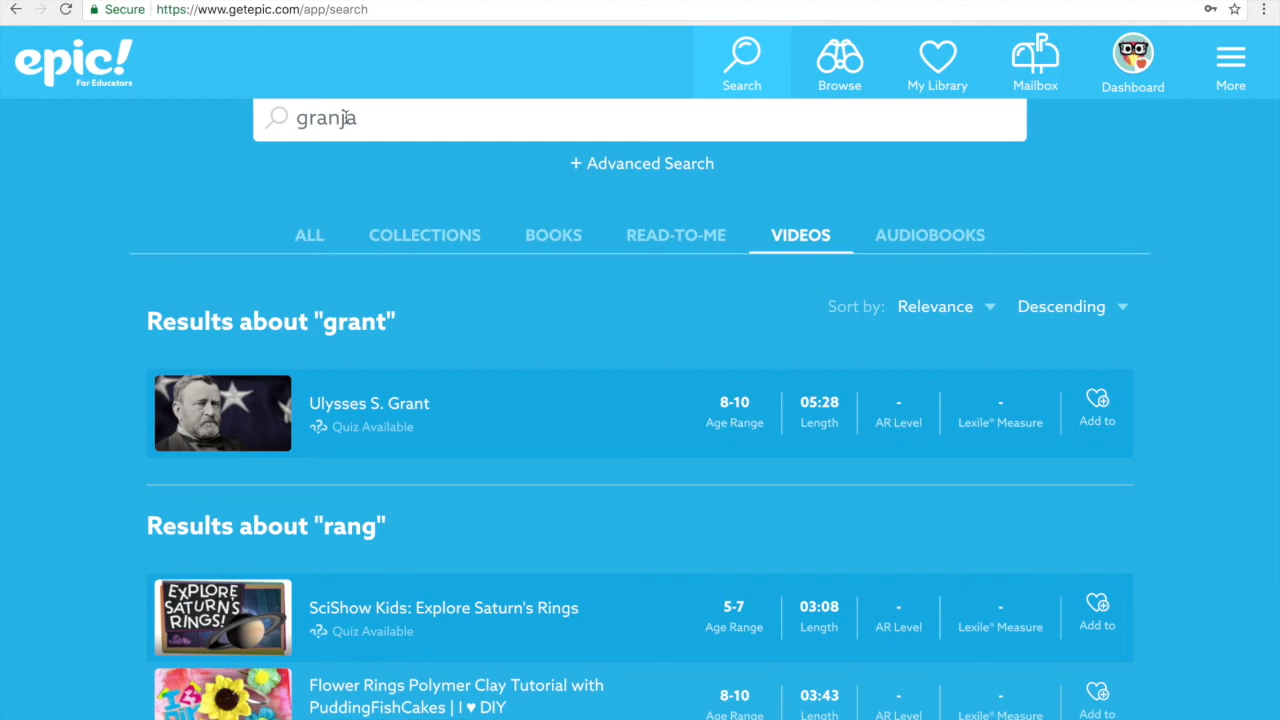 Secure https://www.getepic.com/app/search
epic!
For Educators
Search
Browse
My Library
Mailbox
Dashboard
More
granja
+ Advanced Search
ALL COLLECTIONS BOOKS READ-TO-ME VIDEOS AUDIOBOOKS
Sort by: Relevance Descending
Results about "grant"
Ulysses S. Grant
Quiz Available
8-10
Age Range
05:28
Length
-
AR Level
-
Lexile® Measure
Add to
Results about "rang"
EXPLORE
SATURN'S
RINGS!
SciShow Kids: Explore Saturn's Rings
Quiz Available
5-7
Age Range
03:08
Length
-
AR Level
-
Lexile® Measure
Add to
Flower Rings Polymer Clay Tutorial with
PuddingFishCakes | I ♥ DIY
8-10
Age Range
03:43
Length
-
AR Level
-
Lexile® Measure
Add to